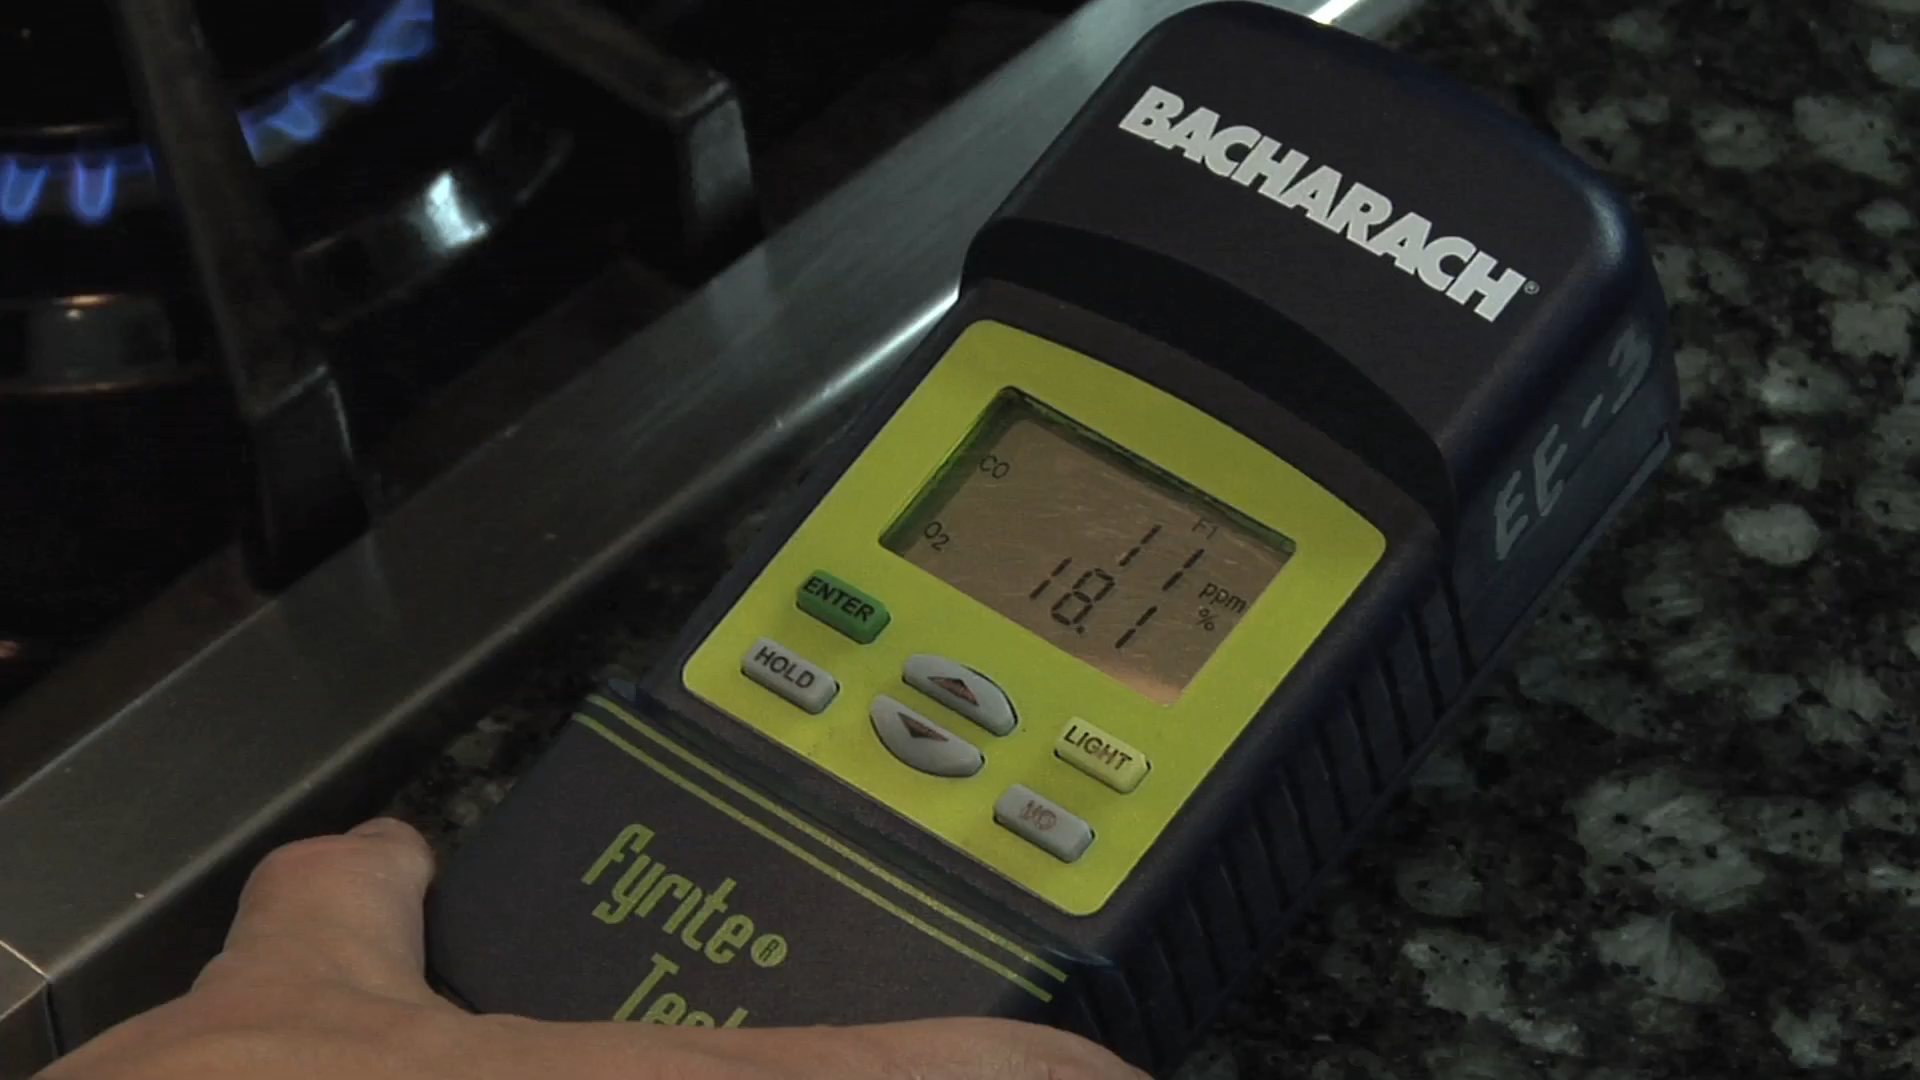 BACHARACH®
EE-3
F1
CO 11 ppm
O2 18.1 %
ENTER
HOLD
LIGHT
I/O
fyrite®